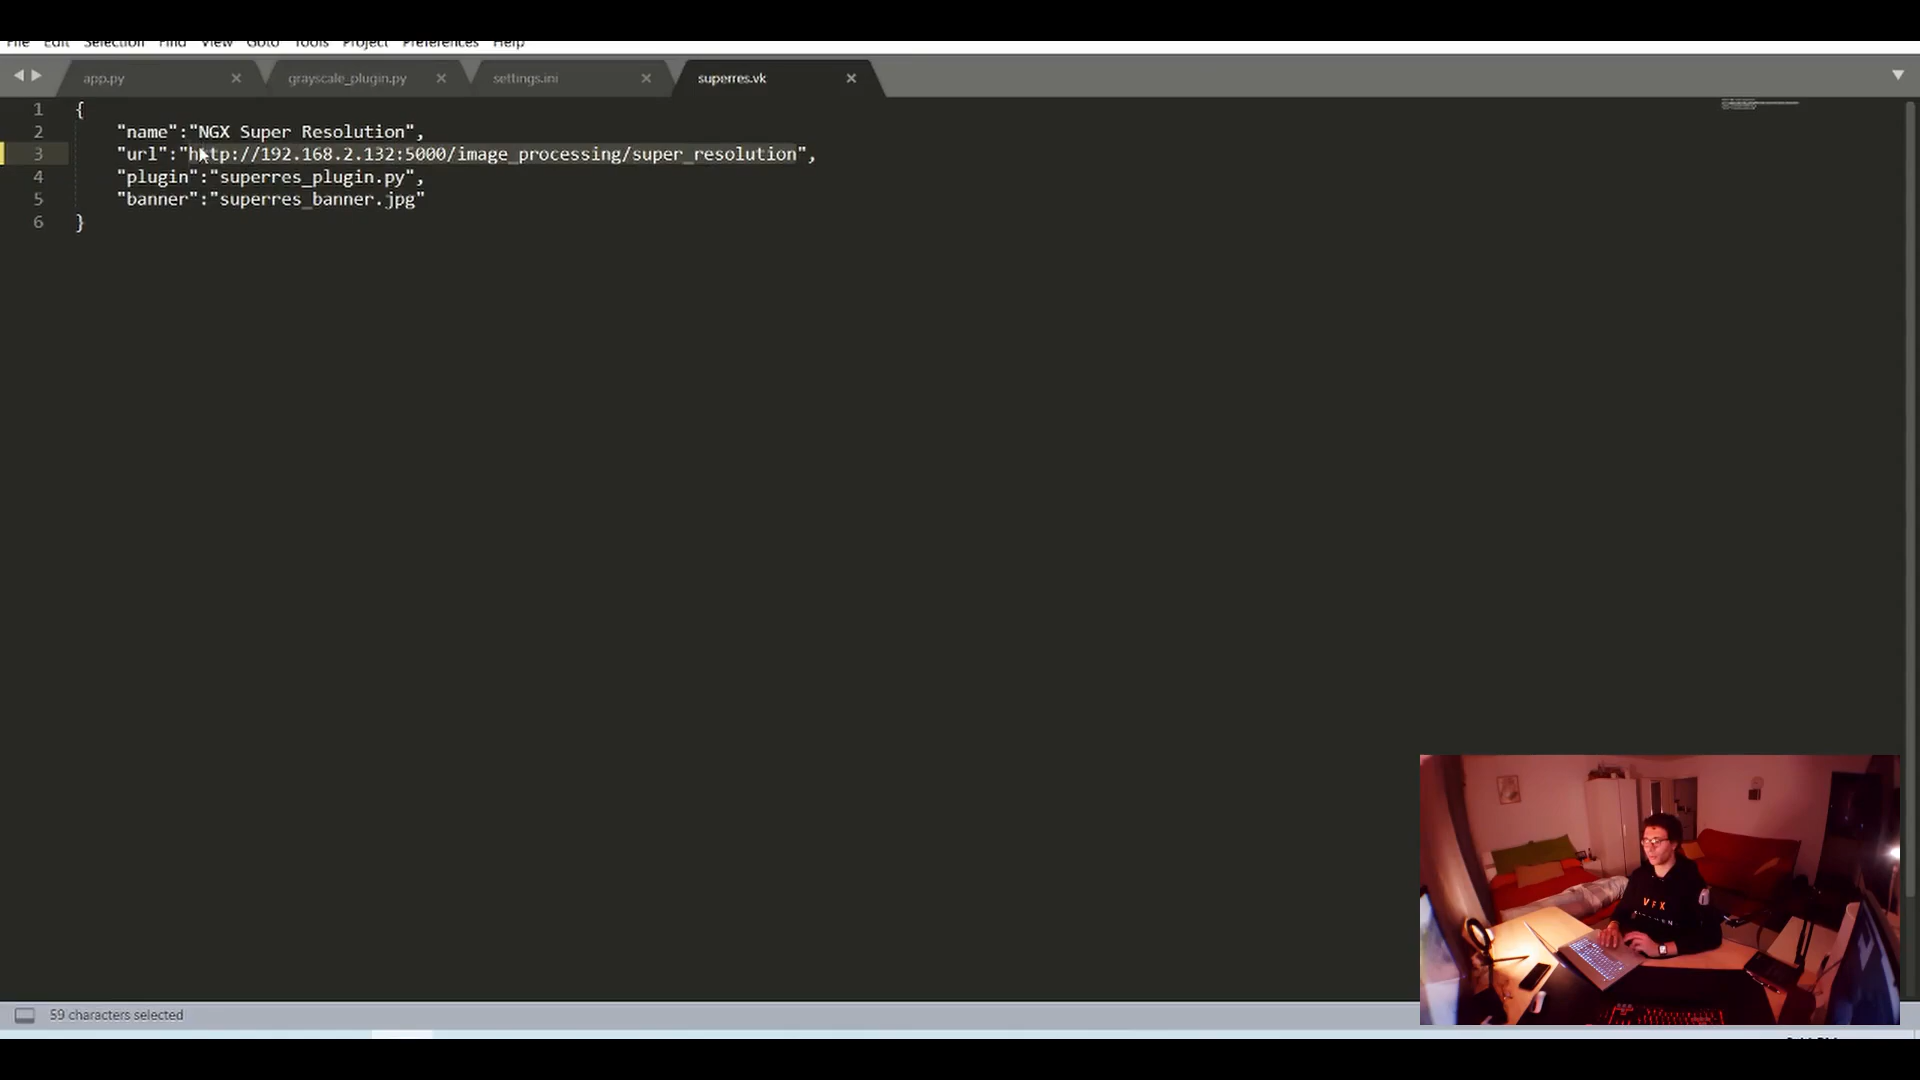 File Edit Selection Find View Goto Tools Project Preferences Help
app.py grayscale_plugin.py settings.ini superres.vk
1 {
2 "name":"NGX Super Resolution",
3 "url":"http://192.168.2.132:5000/image_processing/super_resolution",
4 "plugin":"superres_plugin.py",
5 "banner":"superres_banner.jpg"
6 }
VFX
59 characters selected